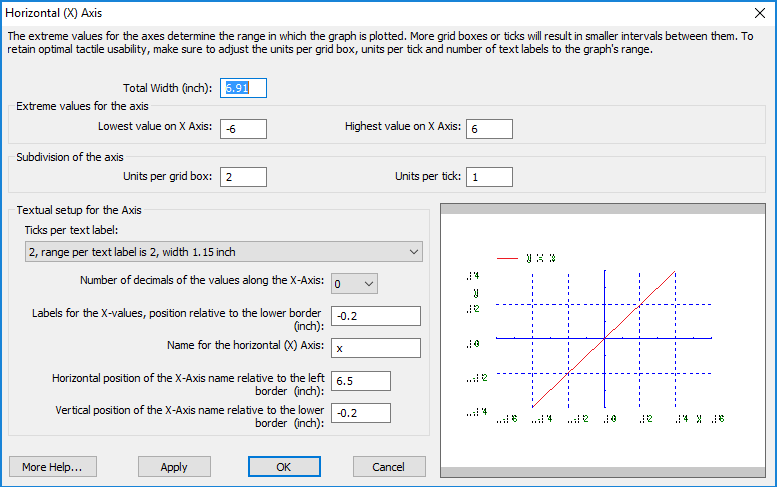 Horizontal (X) Axis
The extreme values for the axes determine the range in which the graph is plotted. More grid boxes or ticks will result in smaller intervals between them. To
retain optimal tactile usability, make sure to adjust the units per grid box, units per tick and number of text labels to the graph's range.
Total Width (inch): 6.91
Extreme values for the axis
Lowest value on X Axis: -6 Highest value on X Axis: 6
Subdivision of the axis
Units per grid box: 2 Units per tick: 1
Textual setup for the Axis
Ticks per text label:
2, range per text label is 2, width 1.15 inch
Number of decimals of the values along the X-Axis: 0
Labels for the X-values, position relative to the lower border
(inch): -0.2
Name for the horizontal (X) Axis: x
Horizontal position of the X-Axis name relative to the left
border (inch): 6.5
Vertical position of the X-Axis name relative to the lower
border (inch): -0.2
More Help... Apply OK Cancel